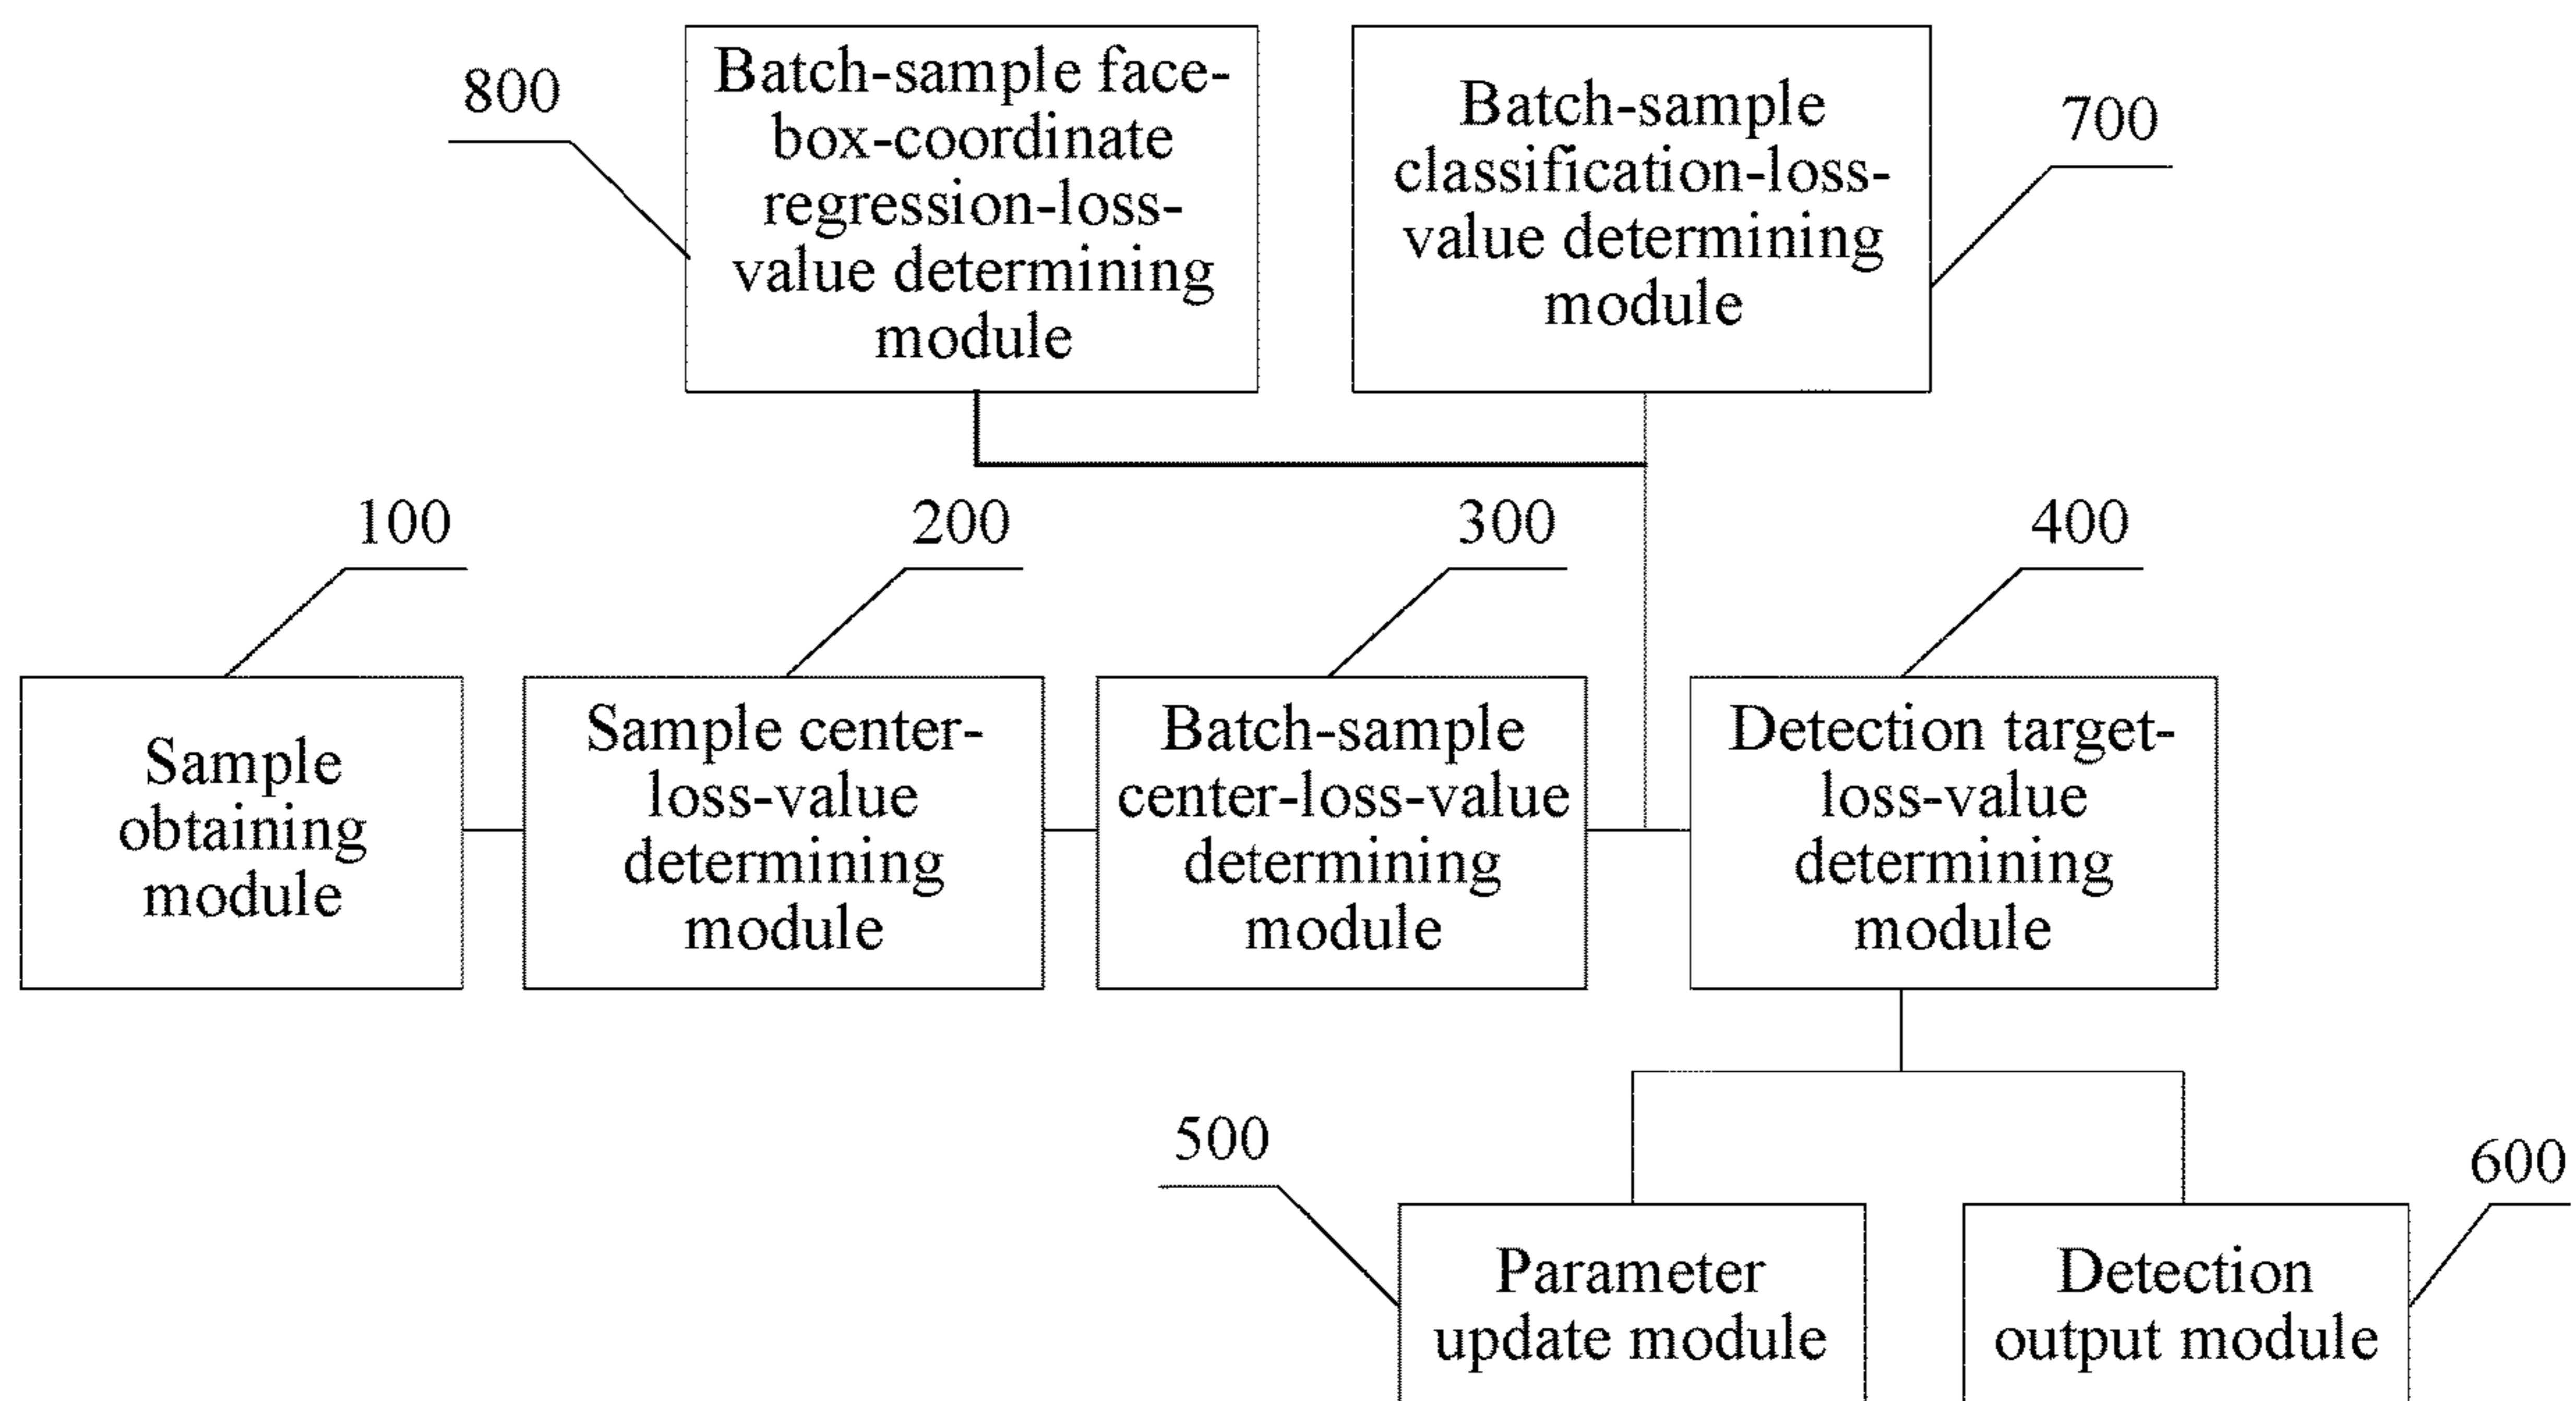 800
Batch-sample face-
box-coordinate
regression-loss-
value determining
module
Batch-sample
classification-loss-
value determining
module
700
100
200
300
400
Sample
obtaining
module
Sample center-
loss-value
determining
module
Batch-sample
center-loss-value
determining
module
Detection target-
loss-value
determining
module
500
600
Parameter
update module
Detection
output module